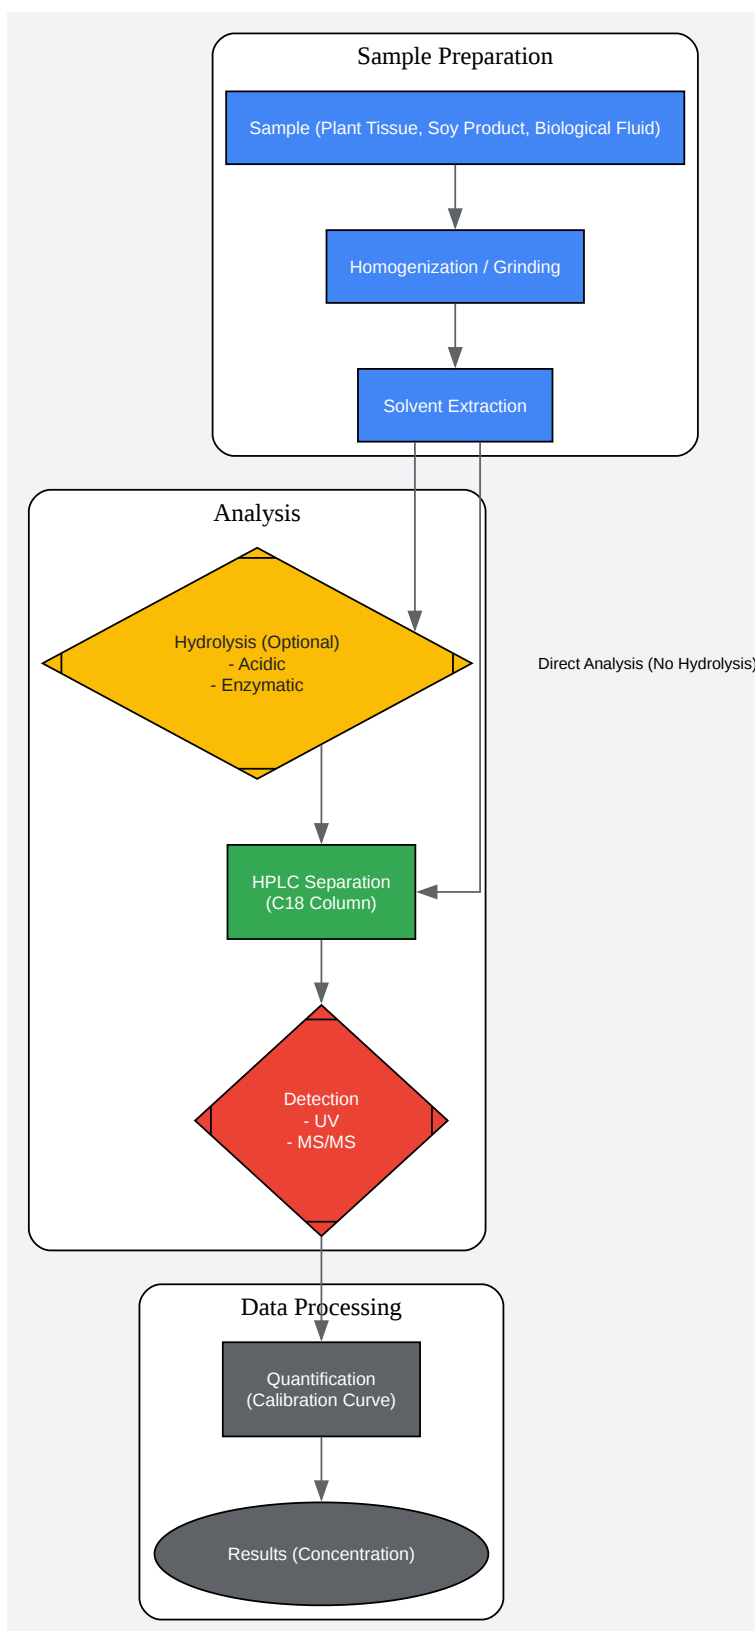 Sample Preparation
Sample (Plant Tissue, Soy Product, Biological Fluid)
Homogenization / Grinding
Solvent Extraction
Analysis
Hydrolysis (Optional)
- Acidic
- Enzymatic
Direct Analysis (No Hydrolysis)
HPLC Separation
(C18 Column)
Detection
- UV
- MS/MS
Data Processing
Quantification
(Calibration Curve)
Results (Concentration)